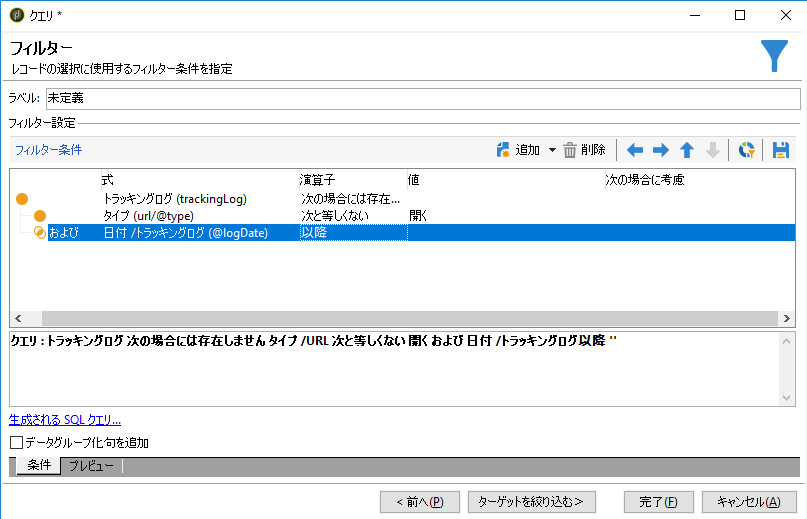 クエリ *
フィルター
レコードの選択に使用するフィルター条件を指定
ラベル: 未定義
フィルター設定
フィルター条件 追加 削除
式 演算子 値 次の場合に考慮
トラッキングログ (trackingLog) 次の場合には存在...
タイプ (url/@type) 次と等しくない 開く
および 日付 /トラッキングログ (@logDate) 以降
クエリ : トラッキングログ 次の場合には存在しません タイプ /URL 次と等しくない 開く および 日付 /トラッキングログ以降 ''
生成される SQL クエリ...
データグループ化句を追加
条件 プレビュー
< 前へ(P) ターゲットを絞り込む> 完了(F) キャンセル(A)